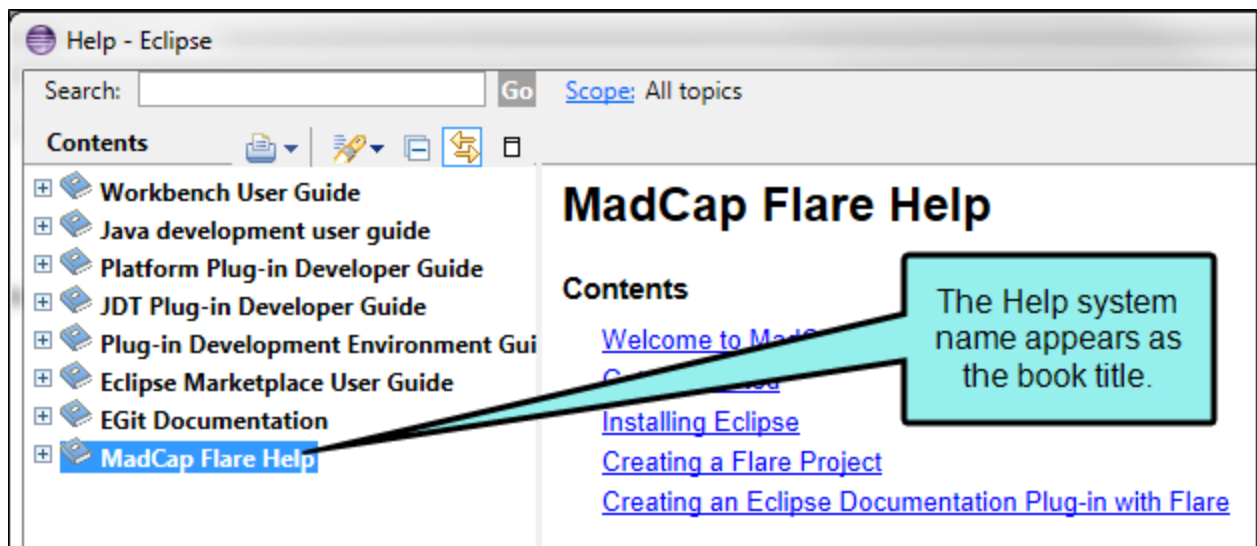 Help - Eclipse
Search:
Go
Scope: All topics
Contents
Workbench User Guide
Java development user guide
Platform Plug-in Developer Guide
JDT Plug-in Developer Guide
Plug-in Development Environment Gui
Eclipse Marketplace User Guide
EGit Documentation
MadCap Flare Help
MadCap Flare Help
Contents
Welcome to
Installing Eclipse
Creating a Flare Project
Creating an Eclipse Documentation Plug-in with Flare
The Help system
name appears as
the book title.